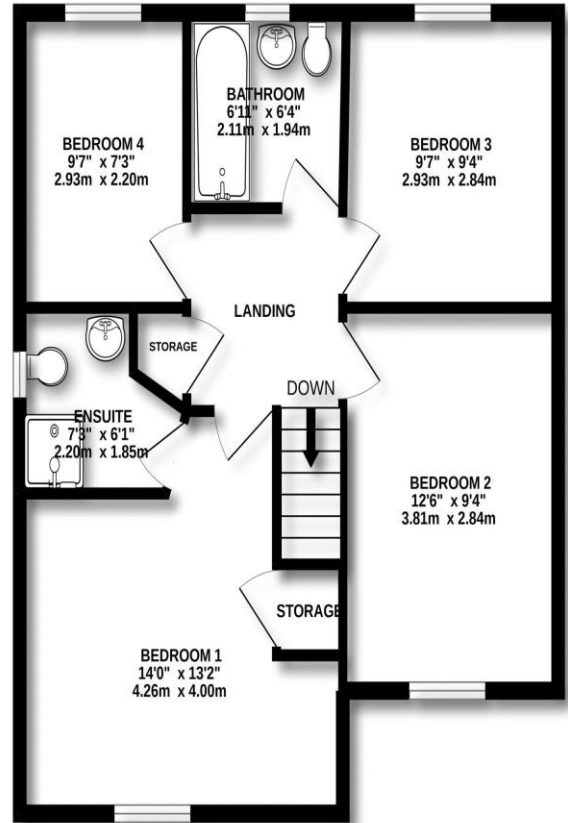 BATHROOM
6'11" x 6'4"
2.11m x 1.94m
BEDROOM 4
9'7" x 7'3"
2.93m x 2.20m
BEDROOM 3
9'7" x 9'4"
2.93m x 2.84m
LANDING
STORAGE
DOWN
ENSUITE
7'3" x 6'1"
2.20m x 1.85m
BEDROOM 2
12'6" x 9'4"
3.81m x 2.84m
STORAGE
BEDROOM 1
14'0" x 13'2"
4.26m x 4.00m